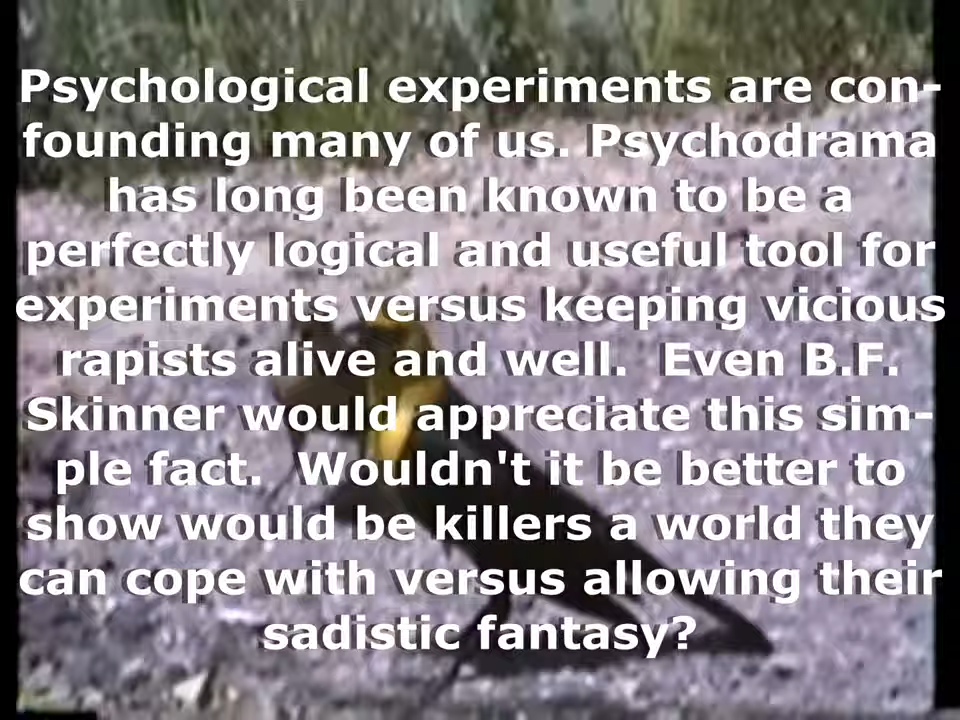 Psychological experiments are con-
founding many of us. Psychodrama
has long been known to be a
perfectly logical and useful tool for
experiments versus keeping vicious
rapists alive and well.  Even B.F.
Skinner would appreciate this sim-
ple fact.  Wouldn't it be better to
show would be killers a world they
can cope with versus allowing their
sadistic fantasy?